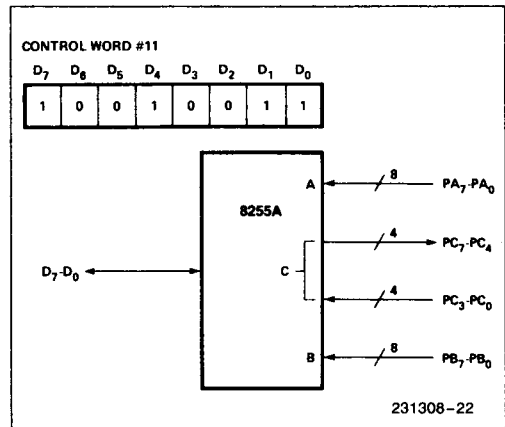 CONTROL WORD #11
D7 D6 D5 D4 D3 D2 D1 D0
1 0 0 1 0 0 1 1
A 8 PA7-PA0
8255A
4 PC7-PC4
D7-D0 C
4 PC3-PC0
B 8 PB7-PB0
231308-22